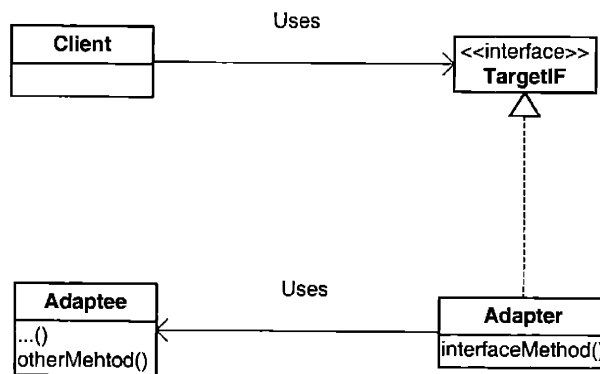 Uses
Client
<<interface>>
TargetIF
Uses
Adaptee
...()
otherMehtod()
Adapter
interfaceMethod()